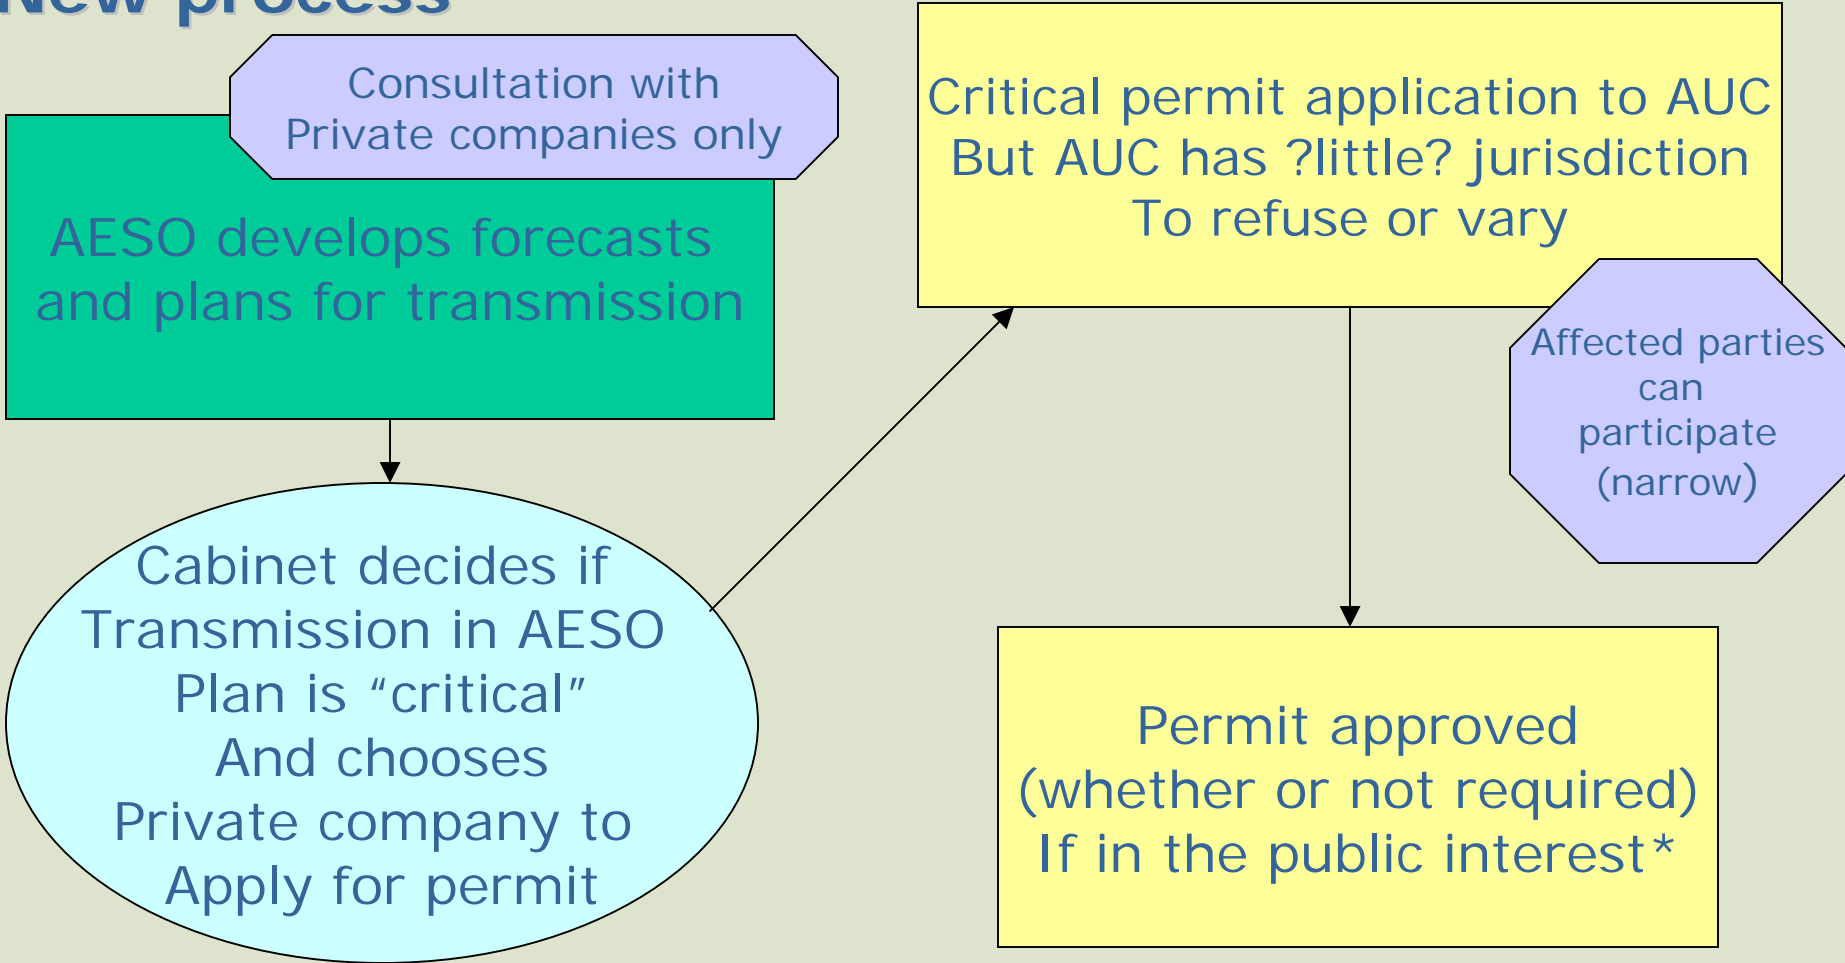 New process
Consultation with
Private companies only
AESO develops forecasts
and plans for transmission
Cabinet decides if
Transmission in AESO
Plan is “critical”
And chooses
Private company to
Apply for permit
Critical permit application to AUC
But AUC has ?little? jurisdiction
To refuse or vary
Affected parties
can
participate
(narrow)
Permit approved
(whether or not required)
If in the public interest*